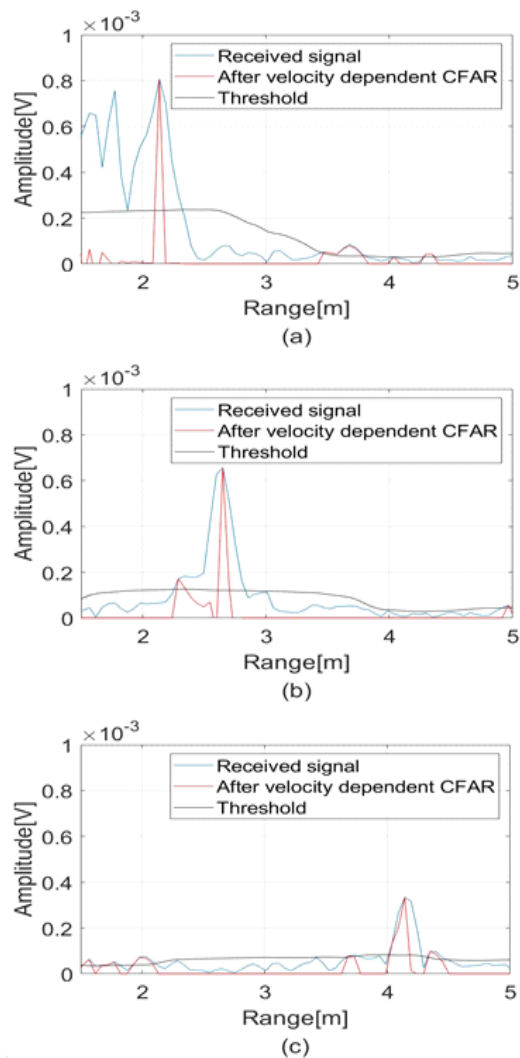 ×10⁻³
1
0.8
0.6
0.4
0.2
0
Amplitude[V]
Received signal
After velocity dependent CFAR
Threshold
2 3 4 5
Range[m]
(a)
×10⁻³
1
0.8
0.6
0.4
0.2
0
Amplitude[V]
Received signal
After velocity dependent CFAR
Threshold
2 3 4 5
Range[m]
(b)
×10⁻³
1
0.8
0.6
0.4
0.2
0
Amplitude[V]
Received signal
After velocity dependent CFAR
Threshold
2 3 4 5
Range[m]
(c)